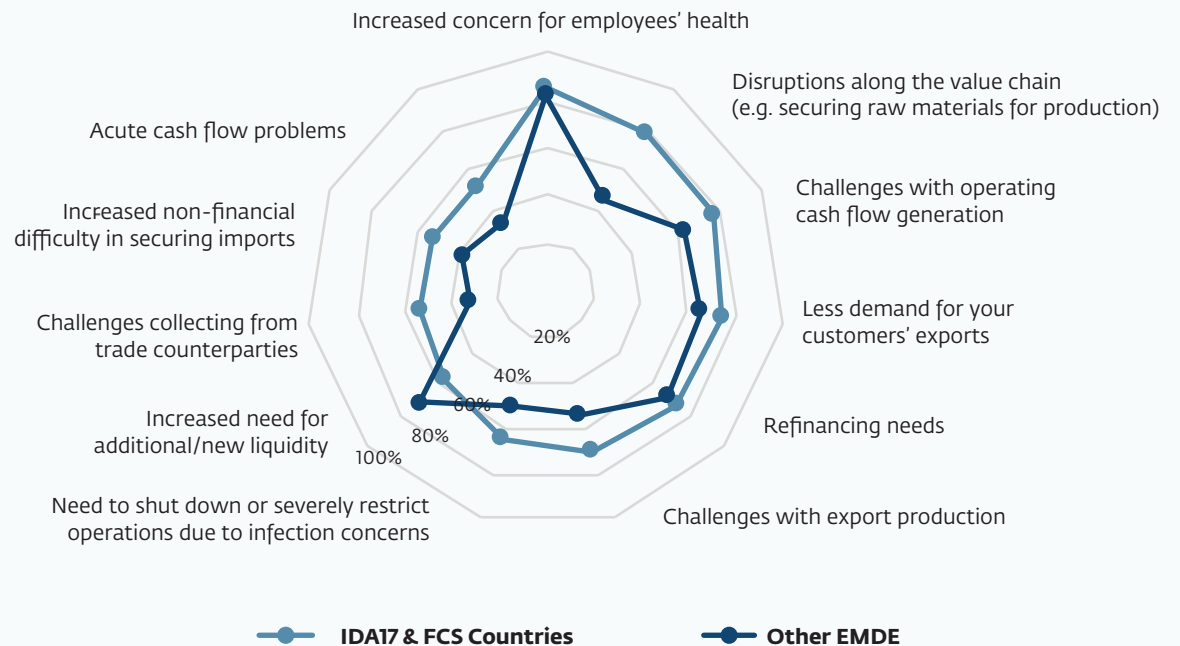 Increased concern for employees' health
Disruptions along the value chain
(e.g. securing raw materials for production)
Challenges with operating
cash flow generation
Less demand for your
customers' exports
Refinancing needs
Challenges with export production
Need to shut down or severely restrict
operations due to infection concerns
Increased need for
additional/new liquidity
Challenges collecting from
trade counterparties
Increased non-financial
difficulty in securing imports
Acute cash flow problems
20%
40%
60%
80%
100%
IDA17 & FCS Countries
Other EMDE